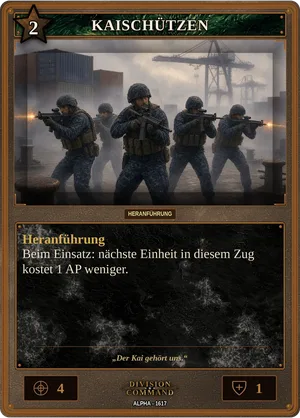 2
KAISCHÜTZEN
HERANFÜHRUNG
Heranführung
Beim Einsatz: nächste Einheit in diesem Zug
kostet 1 AP weniger.
„Der Kai gehört uns.“
4
DIVISION
COMMAND
ALPHA - 1617
1